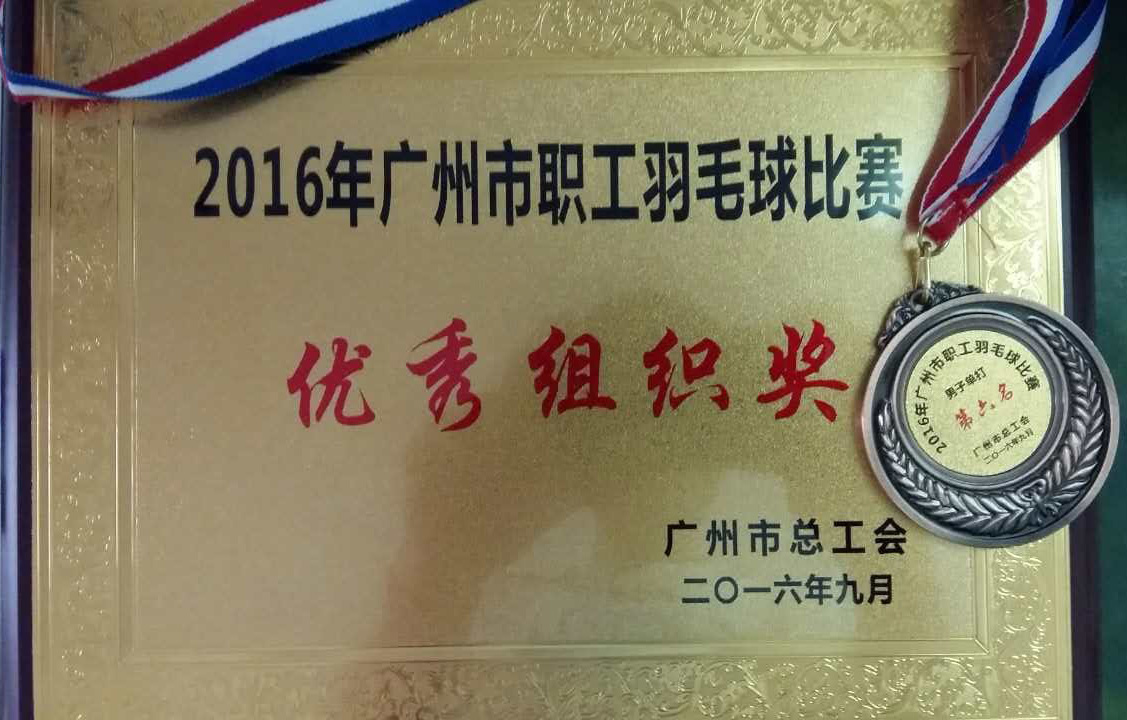 2016年广州市职工羽毛球比赛
优秀组织奖
广州市总工会
二〇一六年九月
2016年广州市职工羽毛球比赛
男子单打
第六名
广州市总工会
二〇一六年九月